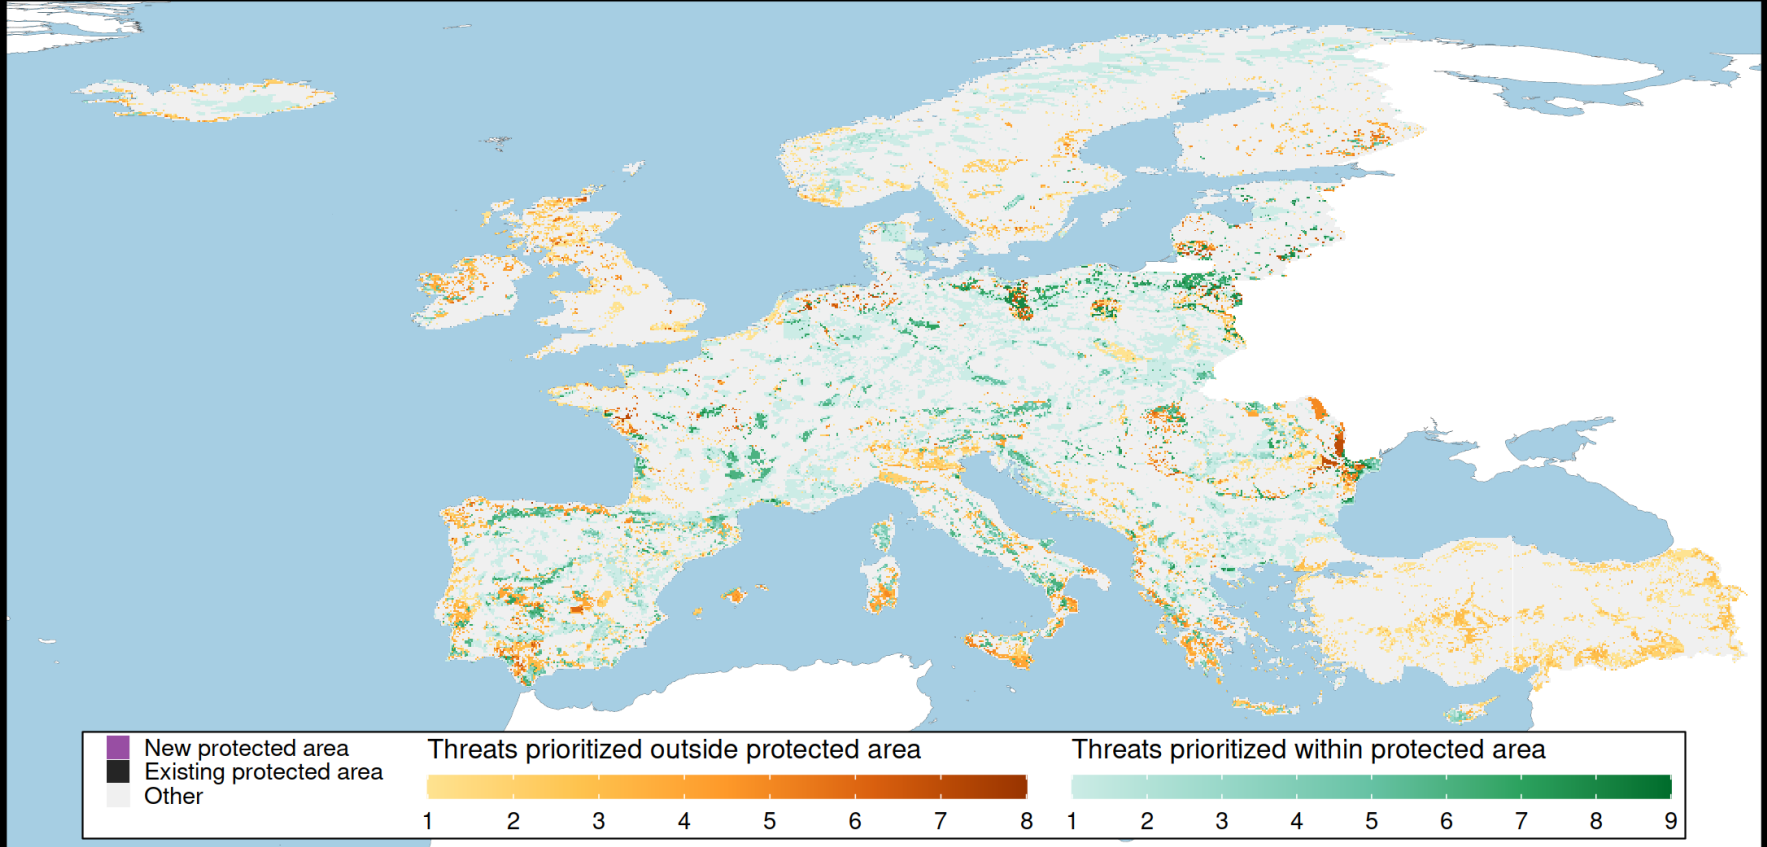 New protected area
Existing protected area
Other
Threats prioritized outside protected area
1 2 3 4 5 6 7 8
Threats prioritized within protected area
1 2 3 4 5 6 7 8 9